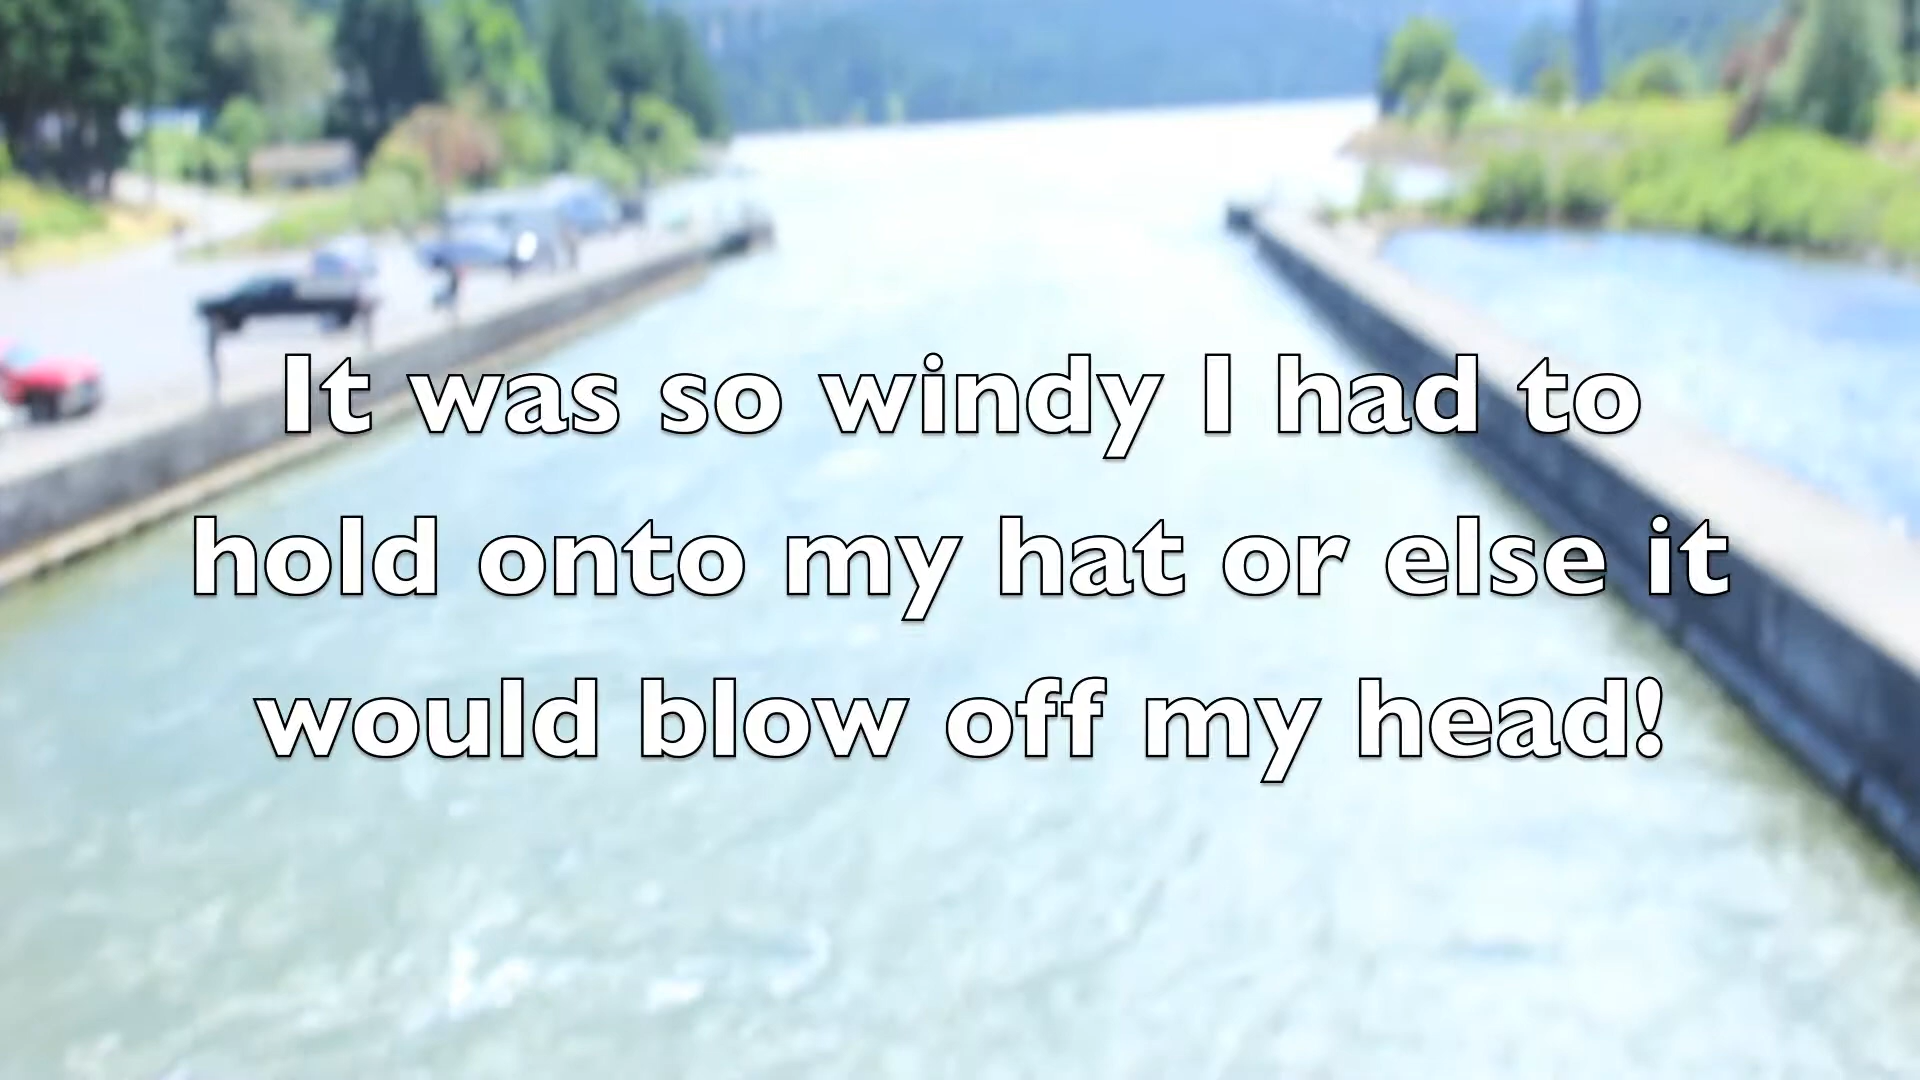 It was so windy I had to
hold onto my hat or else it
would blow off my head!